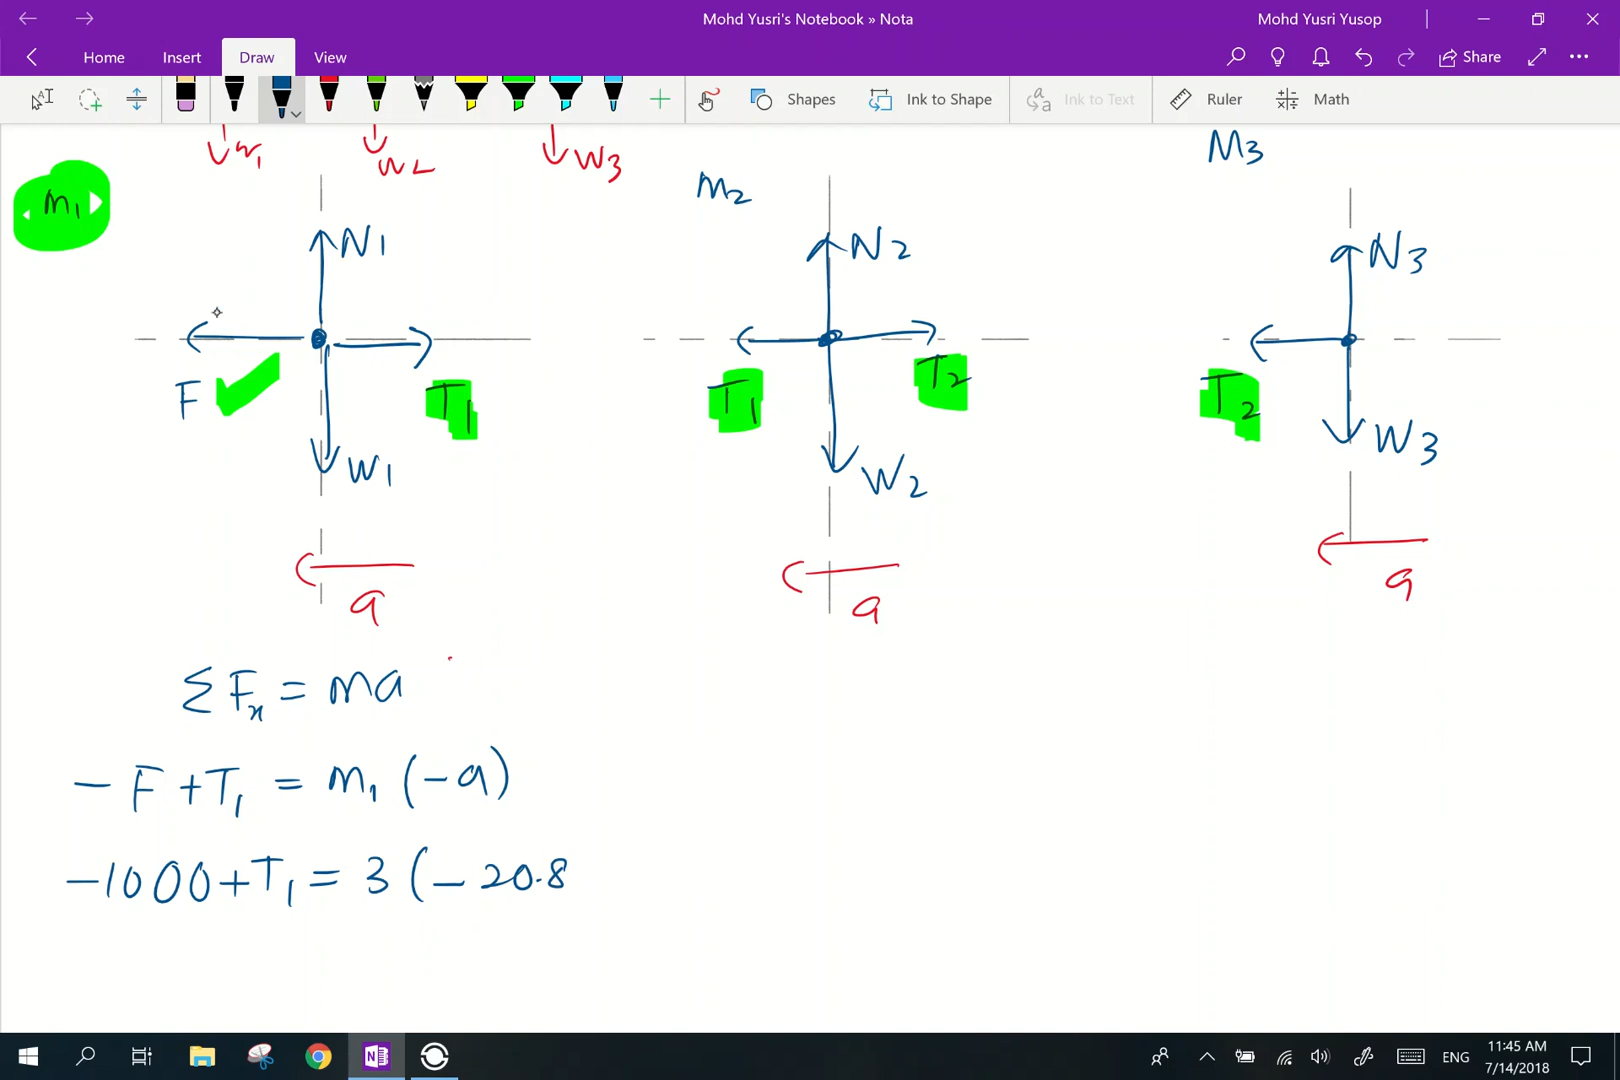 Mohd Yusri's Notebook » Nota
Mohd Yusri Yusop
Home Insert Draw View
Share
Shapes
Ink to Shape
Ink to Text
Ruler
Math
W1 W2 W3
m1
M2
M3
N1
N2
N3
F
T1
T1
T2
T2
W1
W2
W3
a
a
a
ΣFx = ma
-F + T1 = m1 (-a)
-1000 + T1 = 3 (-20.8
ENG
11:45 AM
7/14/2018